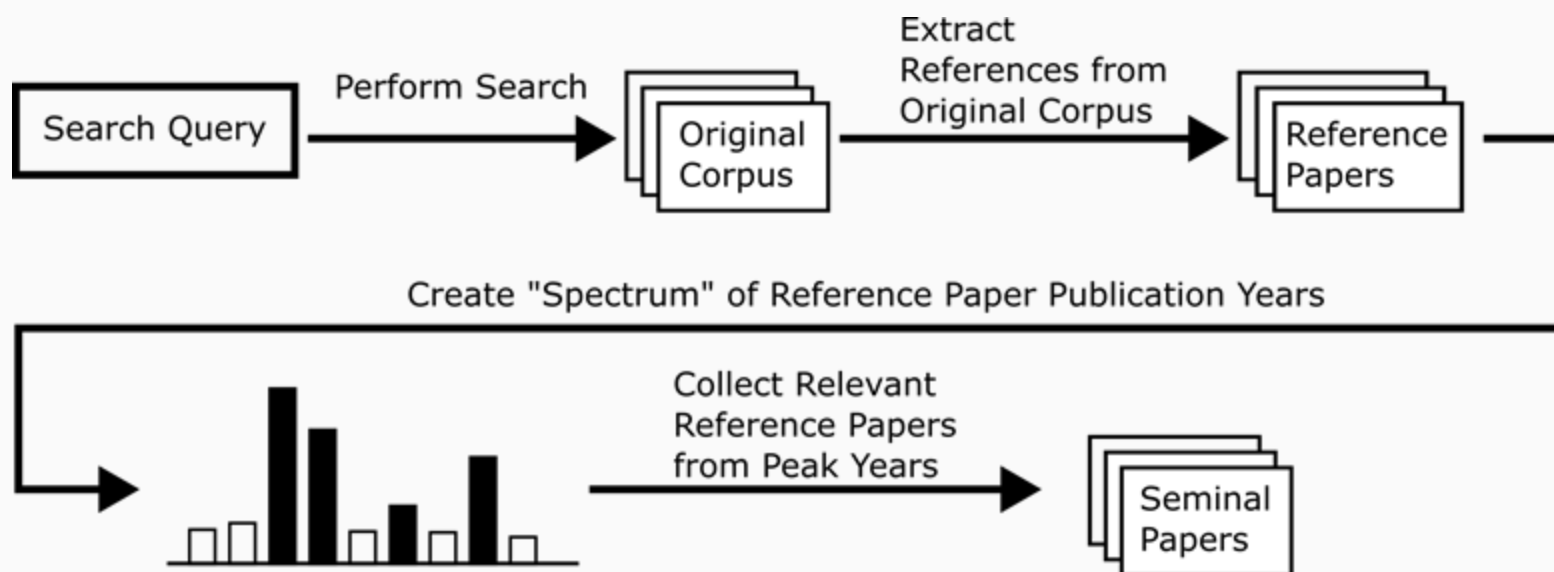 Search Query
Perform Search
Original
Corpus
Extract
References from
Original Corpus
Reference
Papers
Create "Spectrum" of Reference Paper Publication Years
Collect Relevant
Reference Papers
from Peak Years
Seminal
Papers